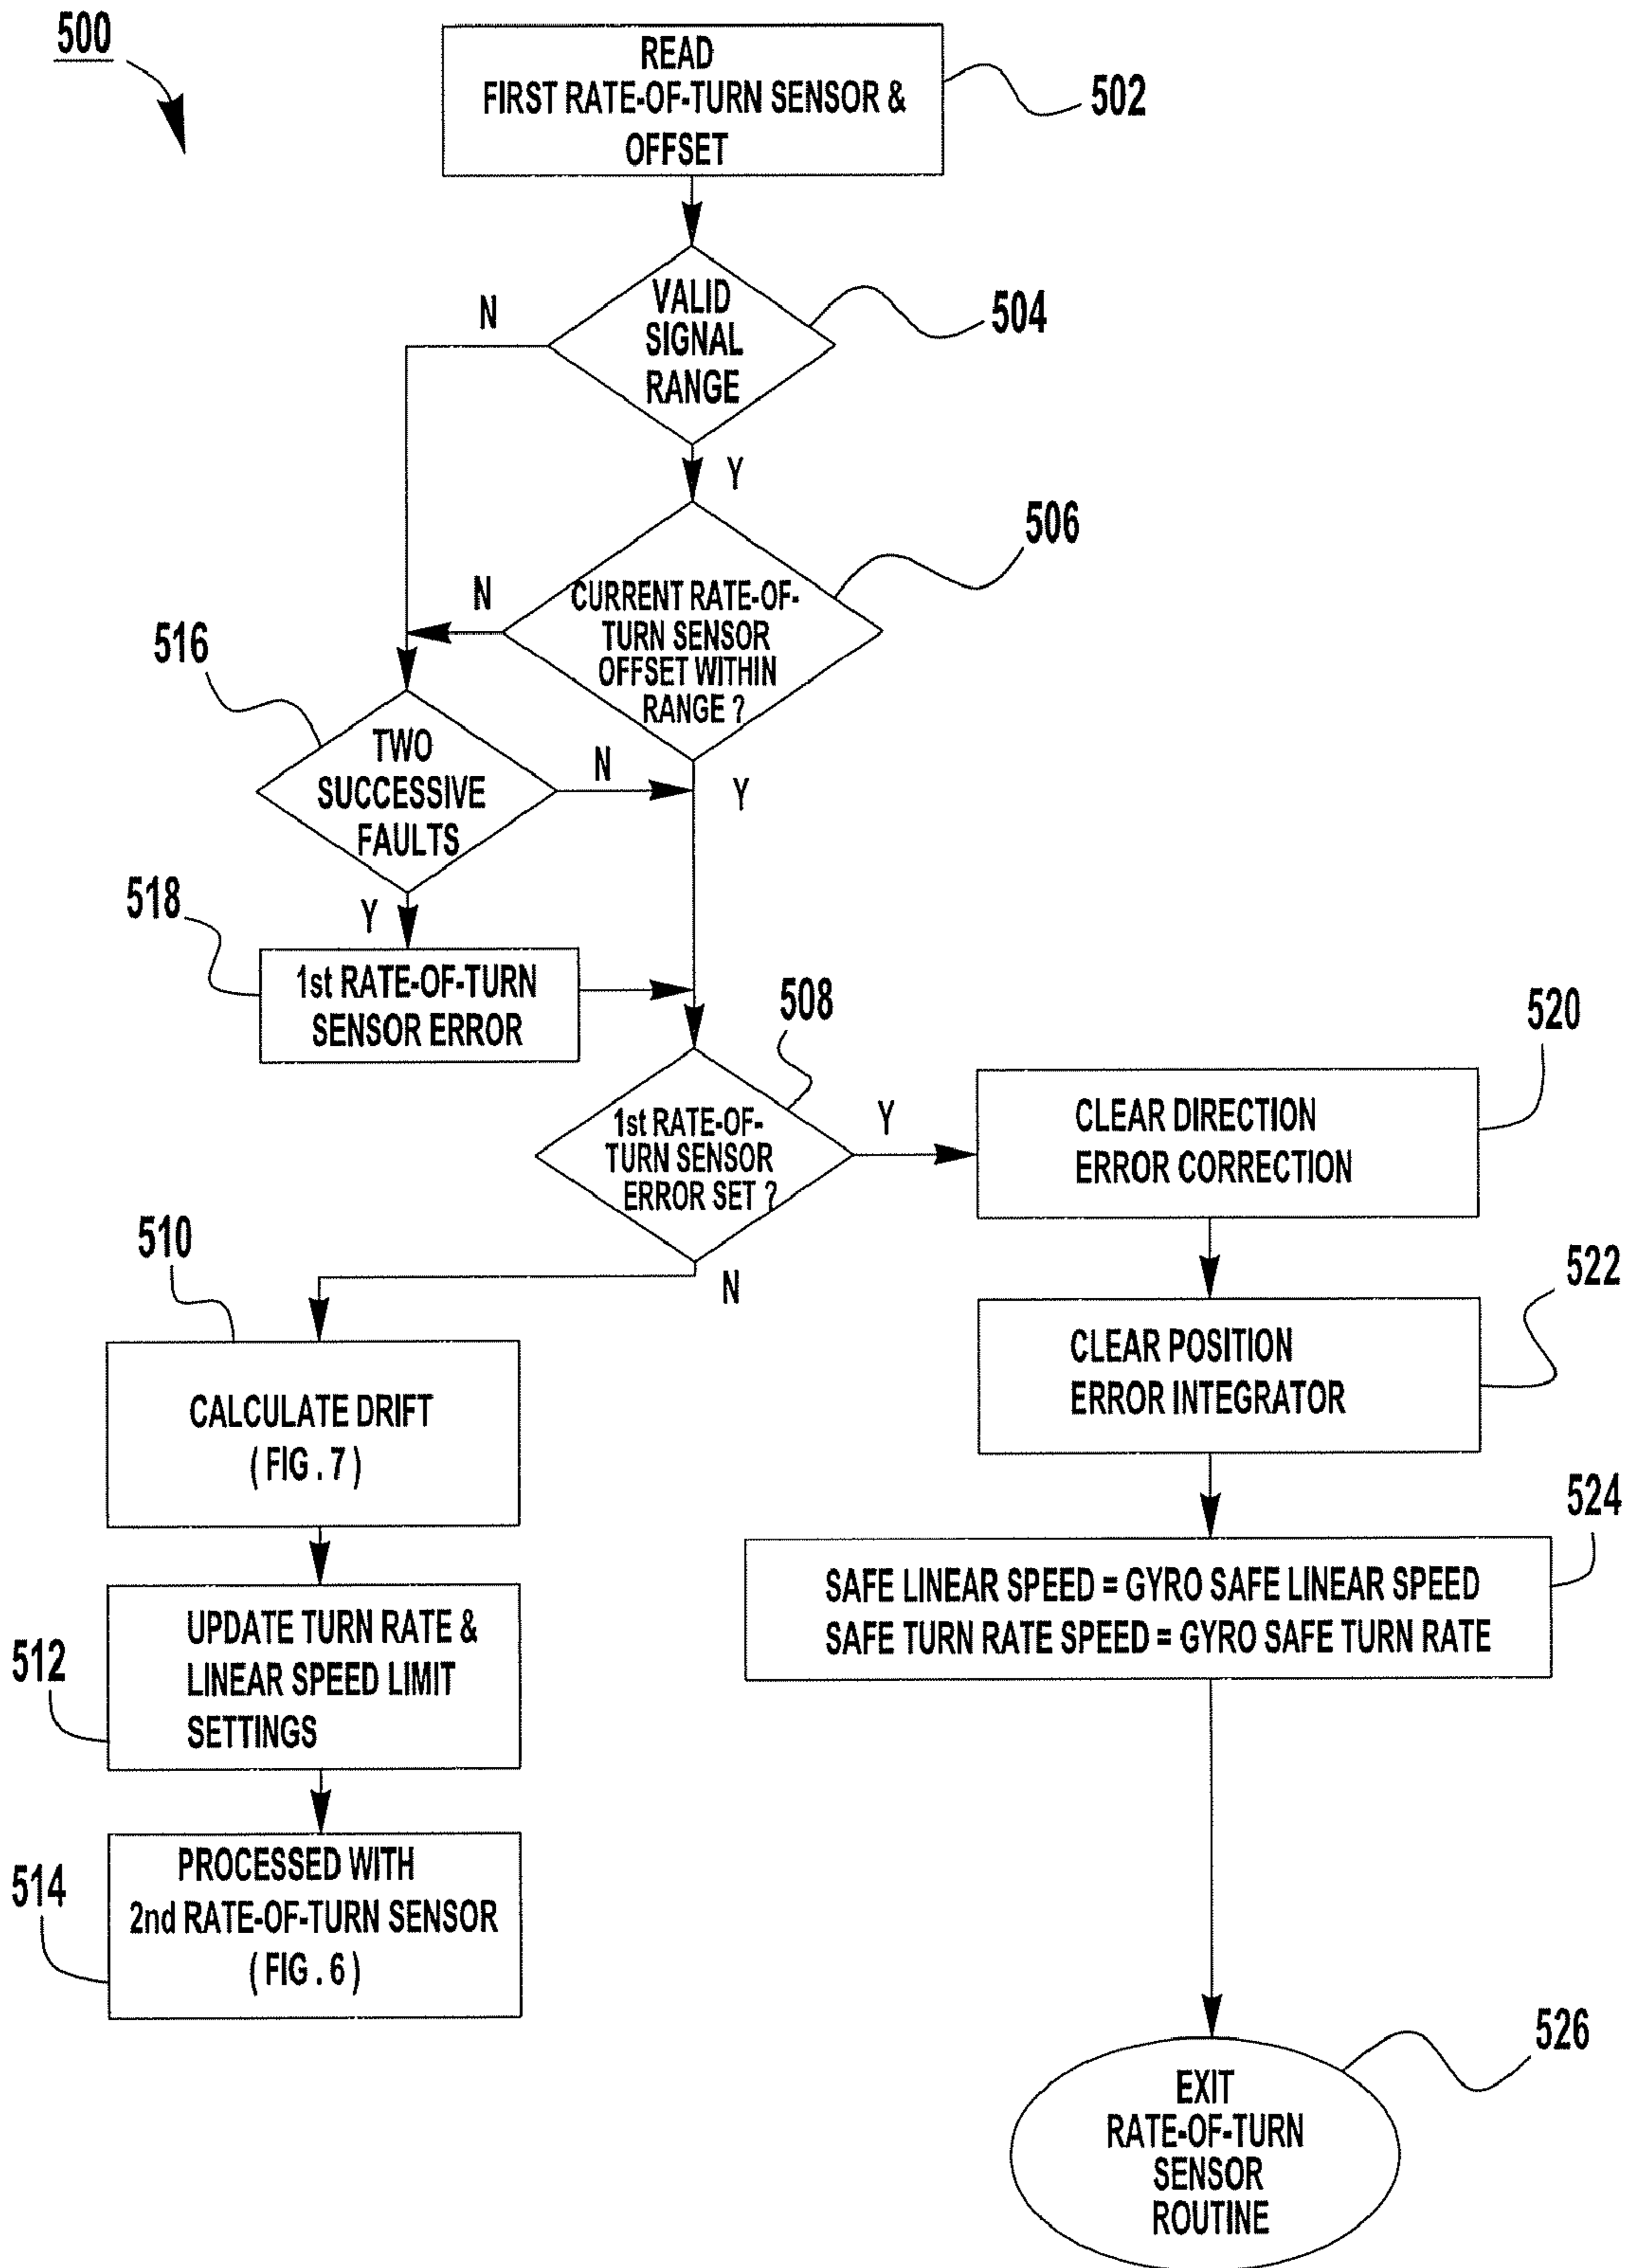 500
READ
FIRST RATE-OF-TURN SENSOR &
OFFSET
502
VALID
SIGNAL
RANGE
504
N
Y
CURRENT RATE-OF-
TURN SENSOR
OFFSET WITHIN
RANGE ?
506
N
Y
516
TWO
SUCCESSIVE
FAULTS
N
Y
518
1st RATE-OF-TURN
SENSOR ERROR
508
1st RATE-OF-
TURN SENSOR
ERROR SET ?
Y
N
520
CLEAR DIRECTION
ERROR CORRECTION
522
CLEAR POSITION
ERROR INTEGRATOR
524
SAFE LINEAR SPEED = GYRO SAFE LINEAR SPEED
SAFE TURN RATE SPEED = GYRO SAFE TURN RATE
510
CALCULATE DRIFT
( FIG . 7 )
512
UPDATE TURN RATE &
LINEAR SPEED LIMIT
SETTINGS
514
PROCESSED WITH
2nd RATE-OF-TURN SENSOR
( FIG . 6 )
526
EXIT
RATE-OF-TURN
SENSOR
ROUTINE